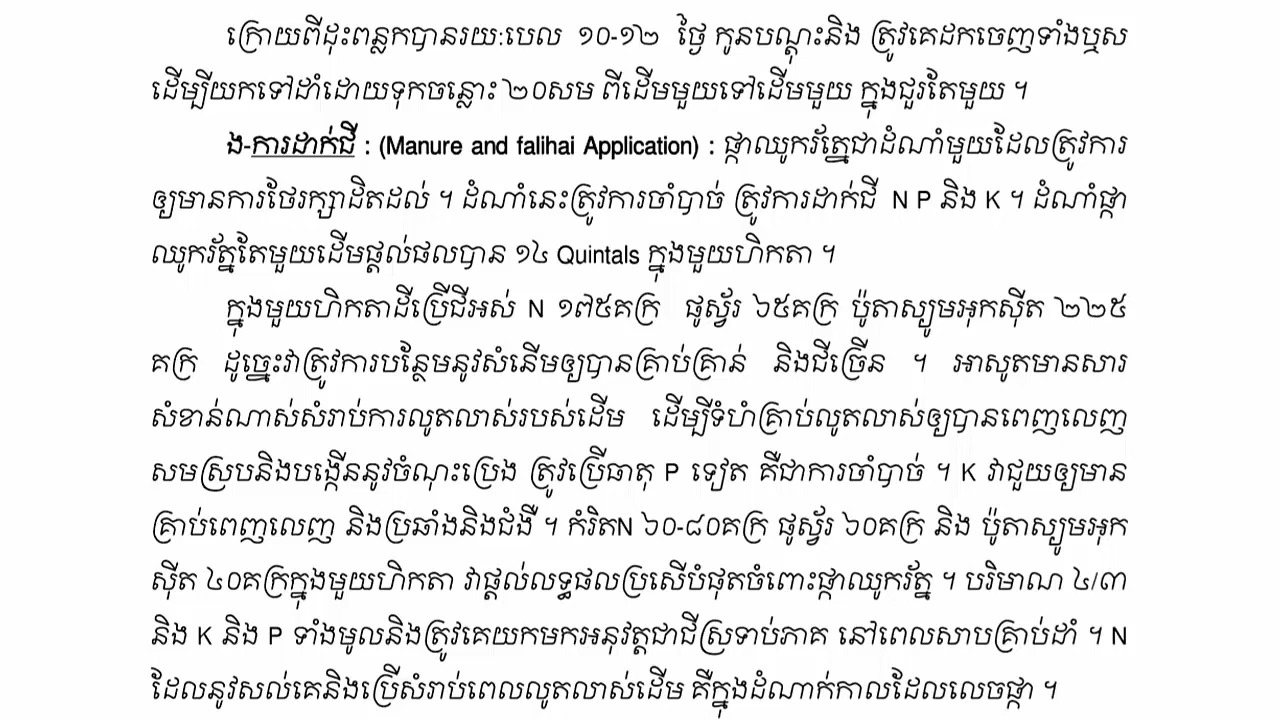 ក្រោយពីដុះពន្លកបានរយៈពេល ១០-១២ ថ្ងៃ កូនបណ្តុះនិង ត្រូវគេដកចេញទាំងឬស
ដើម្បីយកទៅដាំដោយទុកចន្លោះ ២០សម ពីដើមមួយទៅដើមមួយ ក្នុងជួរតែមួយ ។
ង-ការដាក់ជី : (Manure and falihai Application) : ផ្កាឈូករ័ត្នែជាដំណាំមួយដែលត្រូវការ
ឲ្យមានការថែរក្សាដិតដល់ ។ ដំណាំនេះត្រូវការចាំបាច់ ត្រូវការដាក់ជី N P និង K ។ ដំណាំផ្កា
ឈូករ័ត្នតែមួយដើមផ្តល់ផលបាន ១៤ Quintals ក្នុងមួយហិកតា ។
ក្នុងមួយហិកតាដីប្រើជីអស់ N ១៧៥គក្រ ផូស្វ័រ ៦៥គក្រ ប៉ូតាស្យូមអុកស៊ីត ២២៥
គក្រ ដូច្នេះវាត្រូវការបន្ថែមនូវសំនើមឲ្យបានគ្រាប់គ្រាន់ និងជីច្រើន ។ អាសូតមានសារ
សំខាន់ណាស់សំរាប់ការលូតលាស់របស់ដើម ដើម្បីទំហំគ្រាប់លូតលាស់ឲ្យបានពេញលេញ
សមស្របនិងបង្កើននូវចំណុះប្រេង ត្រូវប្រើធាតុ P ទៀត គឺជាការចាំបាច់ ។ K វាជួយឲ្យមាន
គ្រាប់ពេញលេញ និងប្រឆាំងនិងជំងឺ ។ កំរិតN ៦០-៨០គក្រ ផូស្វ័រ ៦០គក្រ និង ប៉ូតាស្យូមអុក
ស៊ីត ៤០គក្រក្នុងមួយហិកតា វាផ្តល់លទ្ធផលប្រសើបំផុតចំពោះផ្កាឈូករ័ត្ន ។ បរិមាណ ៤/៣
និង K និង P ទាំងមូលនិងត្រូវគេយកមកអនុវត្តជាជីស្រទាប់ភាគ នៅពេលសាបគ្រាប់ដាំ ។ N
ដែលនូវសល់គេនិងប្រើសំរាប់ពេលលូតលាស់ដើម គឺក្នុងដំណាក់កាលដែលលេចផ្កា ។